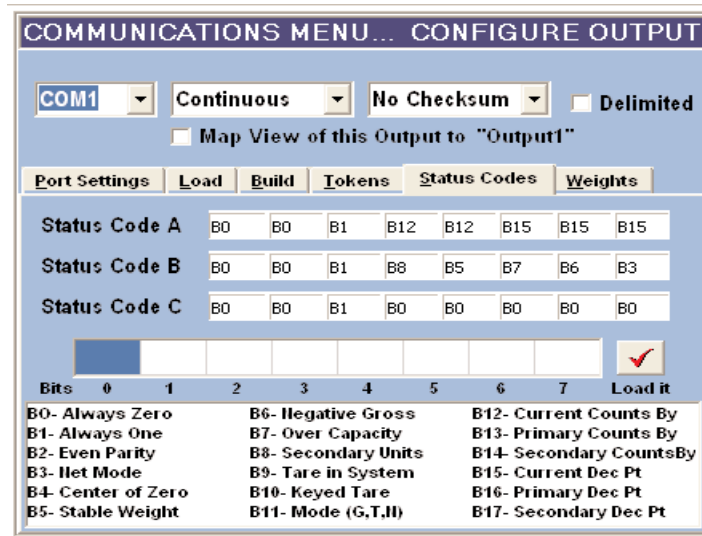 COMMUNICATIONS MENU... CONFIGURE OUTPUT
COM1 Continuous No Checksum Delimited
Map View of this Output to "Output1"
Port Settings Load Build Tokens Status Codes Weights
Status Code A B0 B0 B1 B12 B12 B15 B15 B15
Status Code B B0 B0 B1 B8 B5 B7 B6 B3
Status Code C B0 B0 B1 B0 B0 B0 B0 B0
Bits 0 1 2 3 4 5 6 7 Load it
B0- Always Zero B6- Negative Gross B12- Current Counts By
B1- Always One B7- Over Capacity B13- Primary Counts By
B2- Even Parity B8- Secondary Units B14- Secondary CountsBy
B3- Net Mode B9- Tare in System B15- Current Dec Pt
B4- Center of Zero B10- Keyed Tare B16- Primary Dec Pt
B5- Stable Weight B11- Mode (G,T,N) B17- Secondary Dec Pt